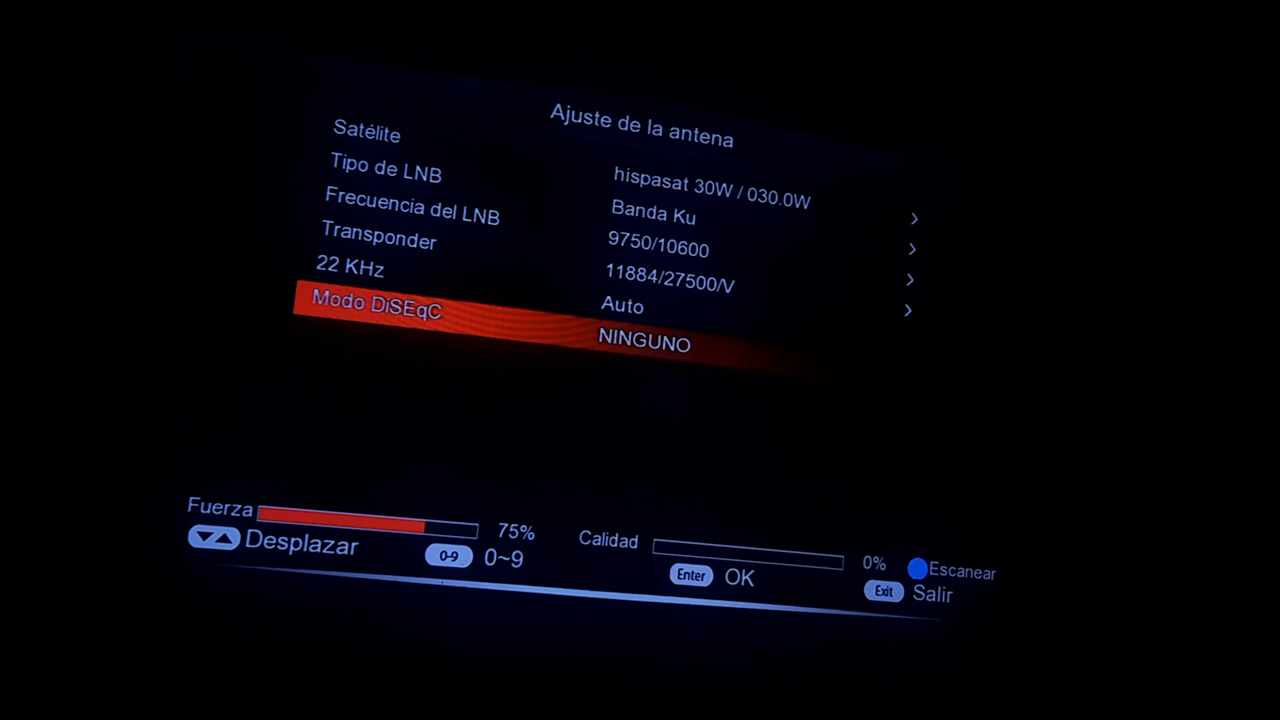 Ajuste de la antena
Satélite hispasat 30W / 030.0W >
Tipo de LNB Banda Ku >
Frecuencia del LNB 9750/10600 >
Transponder 11884/27500/V >
22 KHz Auto
Modo DiSEqC NINGUNO
Fuerza 75% Calidad 0% Escanear
Desplazar 0-9 0~9 Enter OK Exit Salir